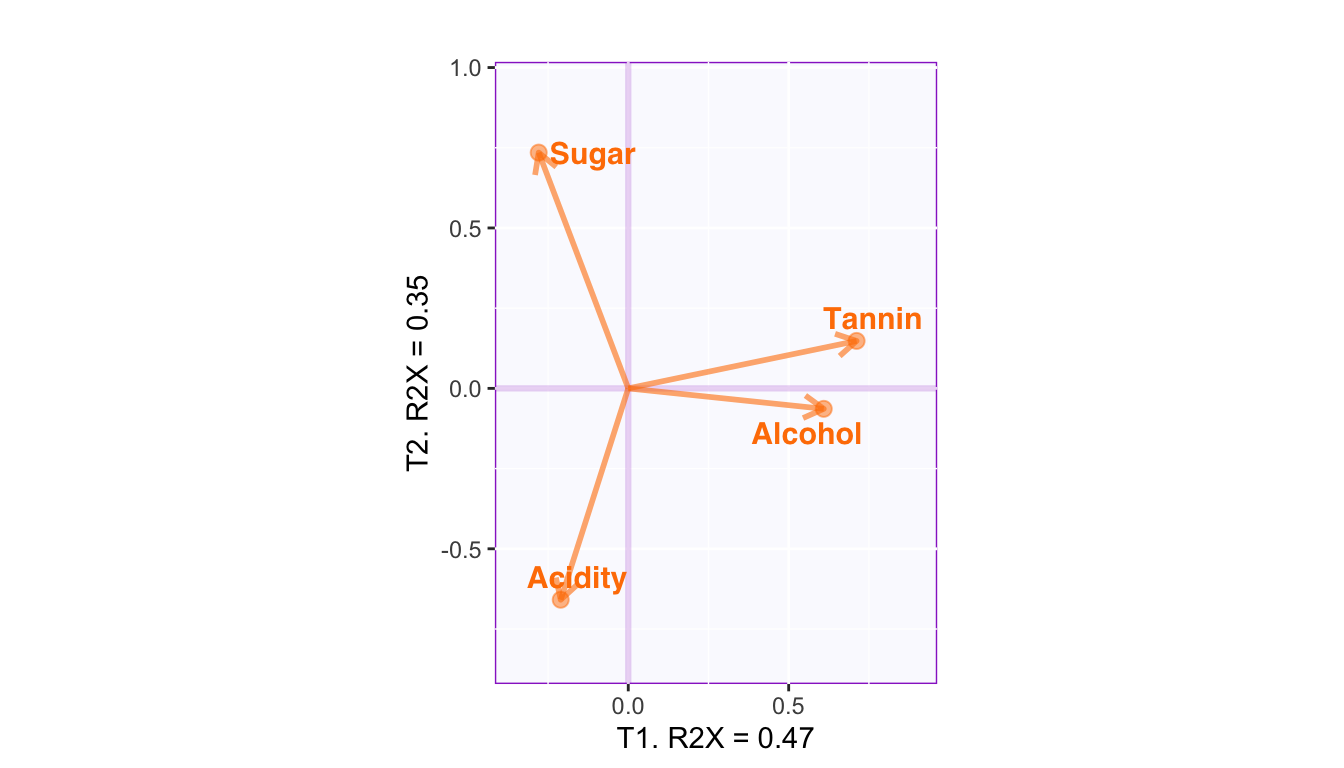 1.0
Sugar
0.5
Tannin
0.0
Alcohol
-0.5
Acidity
0.0
0.5
T1. R2X = 0.47
T2. R2X = 0.35